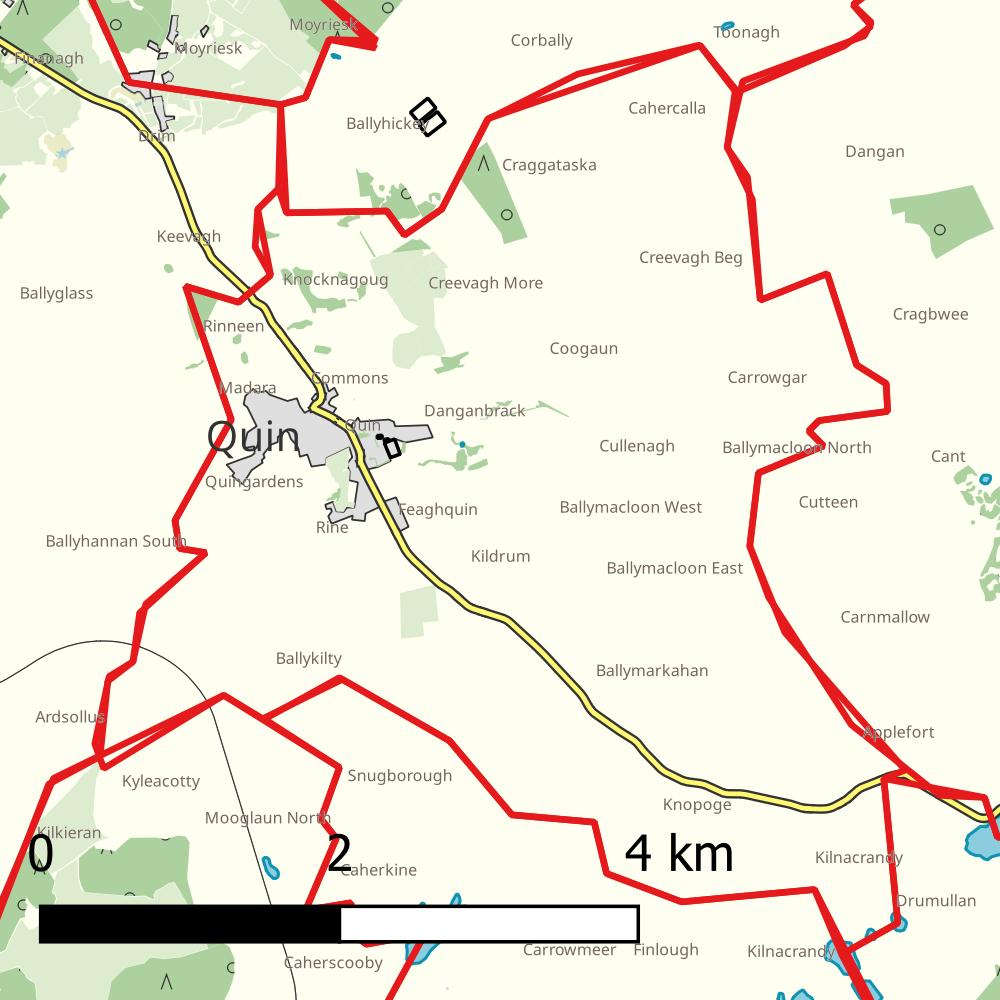 Moyriesk
Toonagh
Corbally
Moyriesk
Finanagh
Cahercalla
Ballyhickey
Drim
Dangan
Craggataska
Keevagh
Creevagh Beg
Knocknagoug
Creevagh More
Ballyglass
Cragbwee
Rinneen
Coogaun
Commons
Carrowgar
Madara
Danganbrack
Quin
Quin
Cullenagh
Ballymacloon North
Cant
Quingardens
Cutteen
Feaghquin
Ballymacloon West
Rine
Ballyhannan South
Kildrum
Ballymacloon East
Carnmallow
Ballykilty
Ballymarkahan
Ardsollus
Applefort
Kyleacotty
Snugborough
Knopoge
Mooglaun North
Kilkieran
0 2 4 km
Kilnacrandy
Caherkine
Drumullan
Carrowmeer
Finlough
Kilnacrandy
Caherscooby